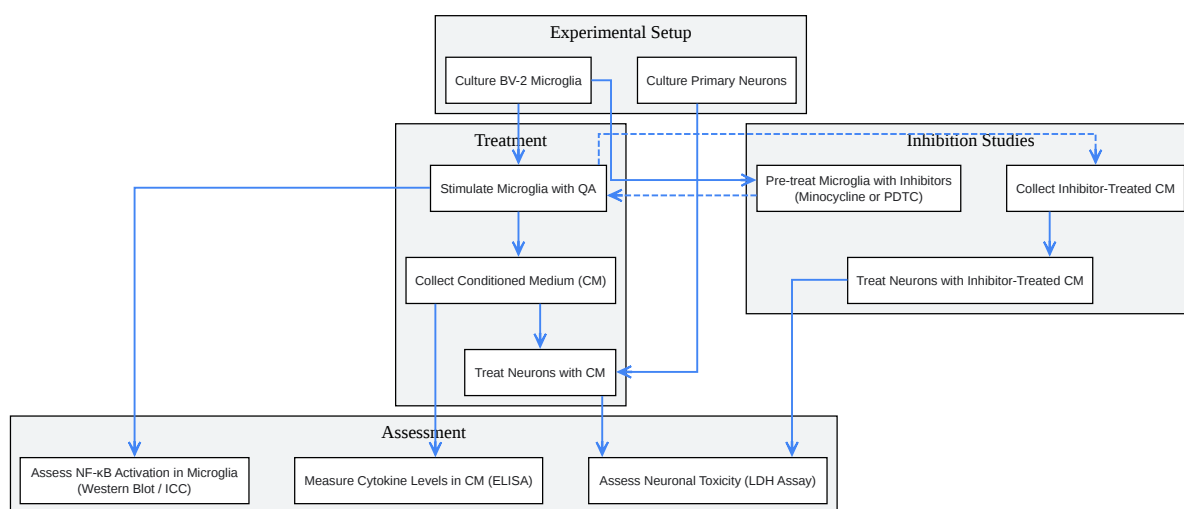 Experimental Setup
Culture BV-2 Microglia
Culture Primary Neurons
Treatment
Inhibition Studies
Stimulate Microglia with QA
Pre-treat Microglia with Inhibitors
(Minocycline or PDTC)
Collect Inhibitor-Treated CM
Collect Conditioned Medium (CM)
Treat Neurons with Inhibitor-Treated CM
Treat Neurons with CM
Assessment
Assess NF-κB Activation in Microglia
(Western Blot / ICC)
Measure Cytokine Levels in CM (ELISA)
Assess Neuronal Toxicity (LDH Assay)